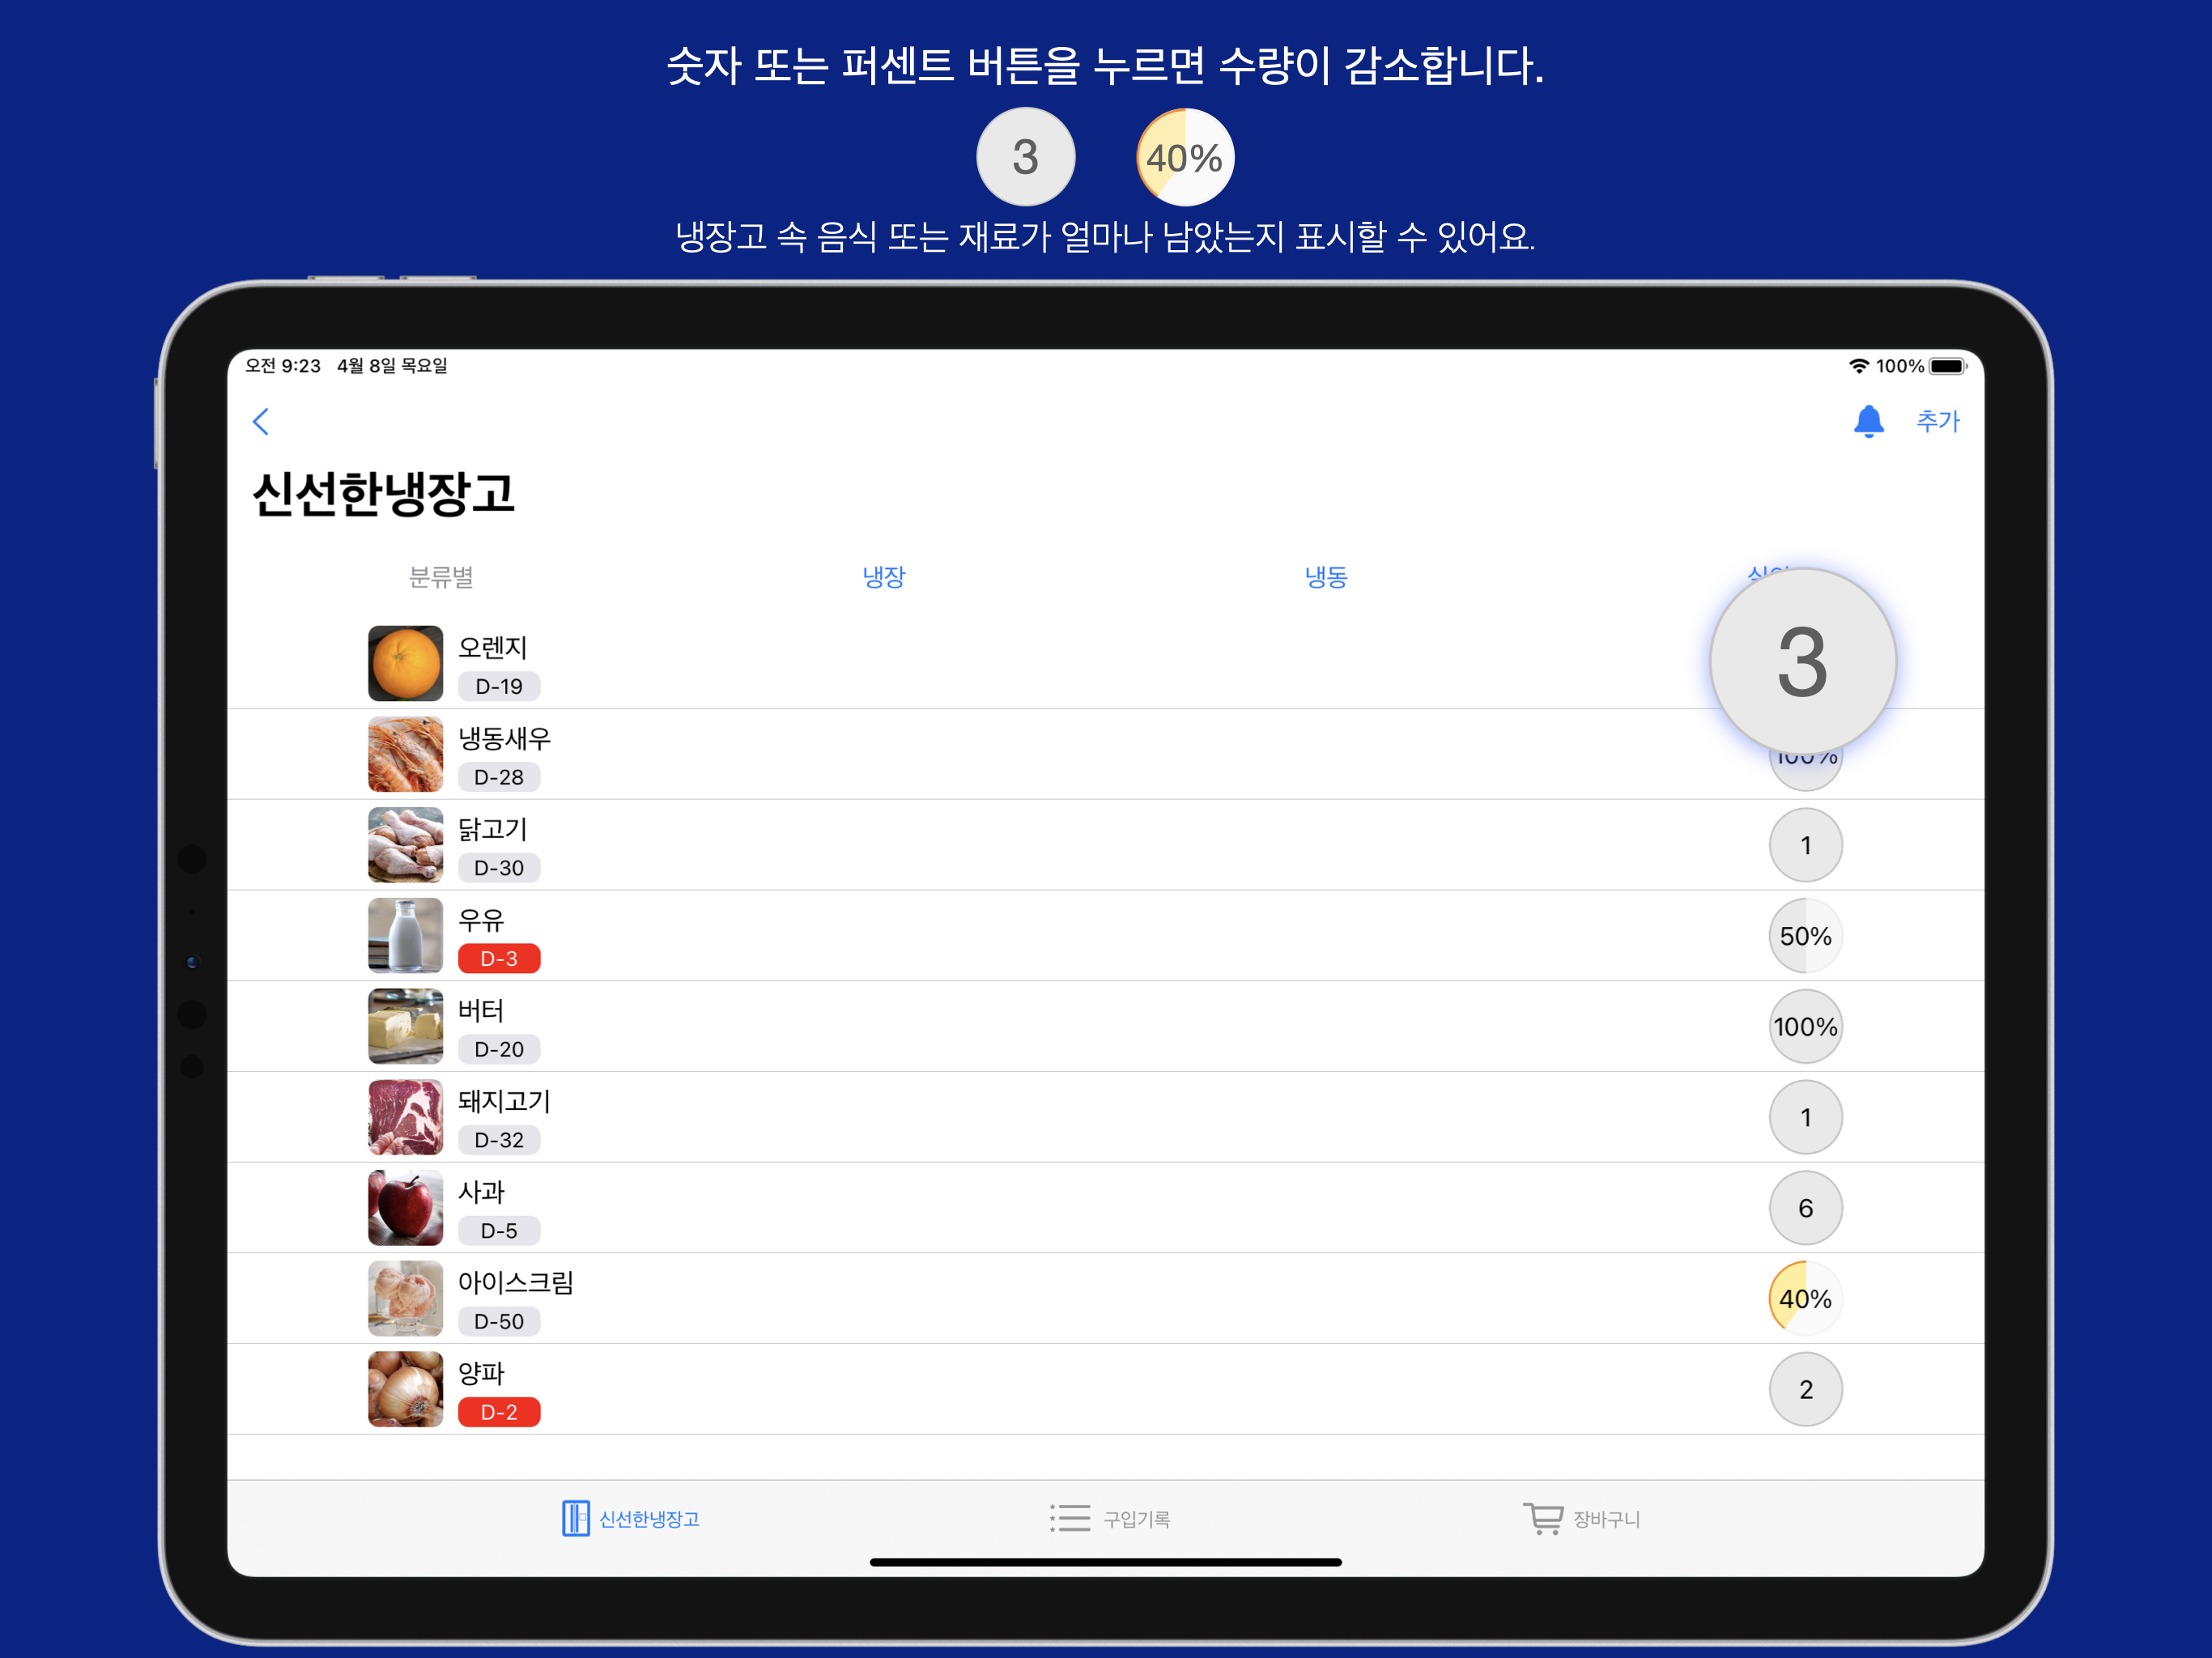 숫자 또는 퍼센트 버튼을 누르면 수량이 감소합니다.
3 40%
냉장고 속 음식 또는 재료가 얼마나 남았는지 표시할 수 있어요.
오전 9:23 4월 8일 목요일 100%
추가
신선한냉장고
분류별 냉장 냉동
오렌지
D-19
3
냉동새우
D-28
100%
닭고기
D-30
1
우유
D-3
50%
버터
D-20
100%
돼지고기
D-32
1
사과
D-5
6
아이스크림
D-50
40%
양파
D-2
2
신선한냉장고 구입기록 장바구니